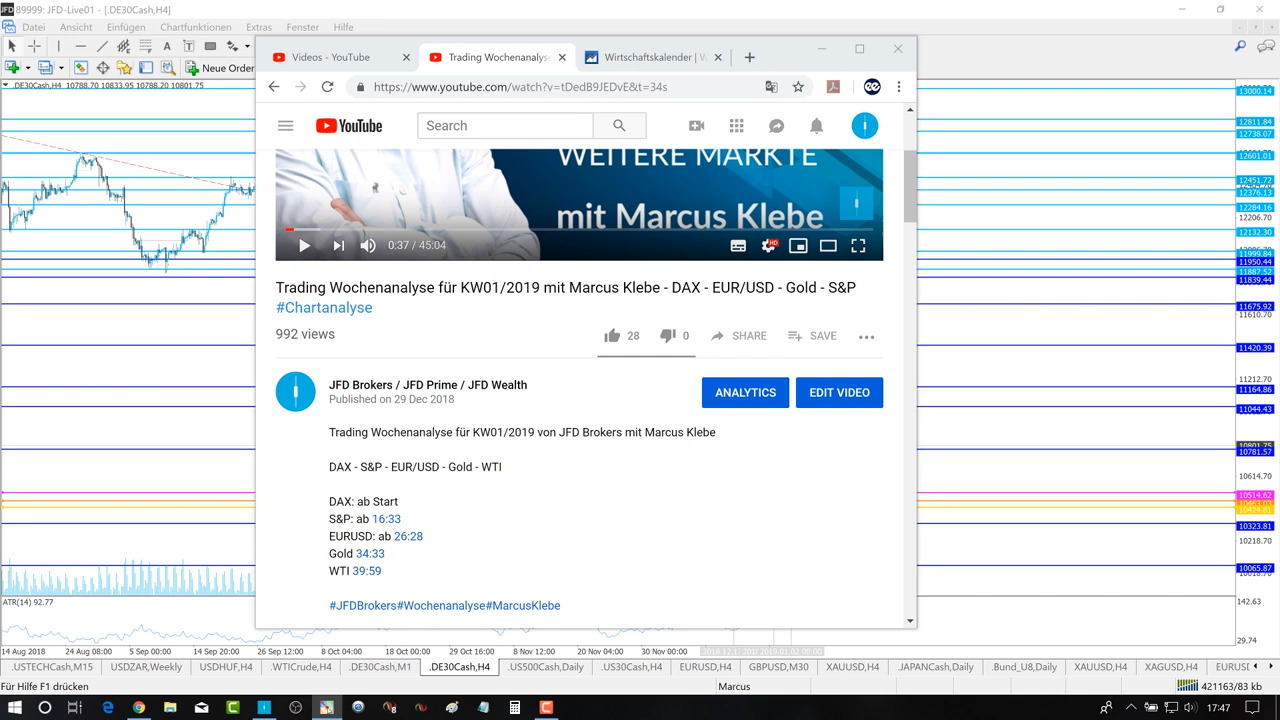 89999: JFD-Live01 - [.DE30Cash,H4]
Datei Ansicht Einfügen Chartfunktionen Extras Fenster Hilfe
Neue Order
.DE30Cash,H4 10788.70 10833.95 10788.20 10801.75
Videos - YouTube
Trading Wochenanalyse
Wirtschaftskalender | W
https://www.youtube.com/watch?v=tDedB9JEDvE&t=34s
YouTube
Search
WEITERE MÄRKTE
mit Marcus Klebe
0:37 / 45:04
HD
Trading Wochenanalyse für KW01/2019 mit Marcus Klebe - DAX - EUR/USD - Gold - S&P
#Chartanalyse
992 views
28 0 SHARE SAVE
JFD Brokers / JFD Prime / JFD Wealth
Published on 29 Dec 2018
ANALYTICS
EDIT VIDEO
Trading Wochenanalyse für KW01/2019 von JFD Brokers mit Marcus Klebe
DAX - S&P - EUR/USD - Gold - WTI
DAX: ab Start
S&P: ab 16:33
EURUSD: ab 26:28
Gold 34:33
WTI 39:59
#JFDBrokers#Wochenanalyse#MarcusKlebe
13000.14
12811.84
12738.07
12601.01
12451.72
12376.13
12284.16
12206.70
12132.30
11999.84
11950.44
11887.52
11839.44
11675.92
11610.70
11420.39
11212.70
11164.86
11044.43
10801.75
10781.57
10614.70
10514.62
10424.81
10323.81
10218.70
10065.87
ATR(14) 92.77
142.63
29.74
14 Aug 2018 24 Aug 08:00 5 Sep 00:00 14 Sep 20:00 26 Sep 12:00 8 Oct 04:00 18 Oct 00:00 29 Oct 16:00 8 Nov 12:00 20 Nov 04:00 30 Nov 00:00
.USTECHCash,M15 USDZAR,Weekly USDHUF,H4 .WTICrude,H4 .DE30Cash,M1 .DE30Cash,H4 .US500Cash,Daily .US30Cash,H4 EURUSD,H4 GBPUSD,M30 XAUUSD,H4 .JAPANCash,Daily .Bund_U8,Daily XAUUSD,H4 XAGUSD,H4 EURUSD
Für Hilfe F1 drücken
Marcus
421163/83 kb
17:47